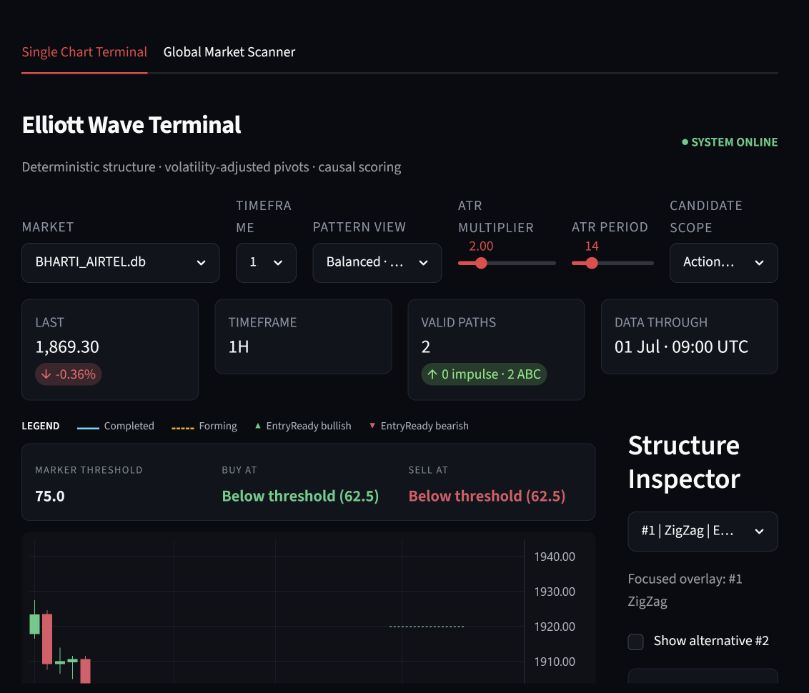 Single Chart Terminal Global Market Scanner
Elliott Wave Terminal
● SYSTEM ONLINE
Deterministic structure · volatility-adjusted pivots · causal scoring
MARKET
BHARTI_AIRTEL.db
TIMEFRA
ME
1
PATTERN VIEW
Balanced · ...
ATR
MULTIPLIER
2.00
ATR PERIOD
14
CANDIDATE
SCOPE
Action...
LAST
1,869.30
↓ -0.36%
TIMEFRAME
1H
VALID PATHS
2
↑ 0 impulse · 2 ABC
DATA THROUGH
01 Jul · 09:00 UTC
LEGEND Completed Forming ▲ EntryReady bullish ▼ EntryReady bearish
MARKER THRESHOLD
75.0
BUY AT
Below threshold (62.5)
SELL AT
Below threshold (62.5)
1940.00
1930.00
1920.00
1910.00
Structure
Inspector
#1 | ZigZag | E...
Focused overlay: #1
ZigZag
Show alternative #2